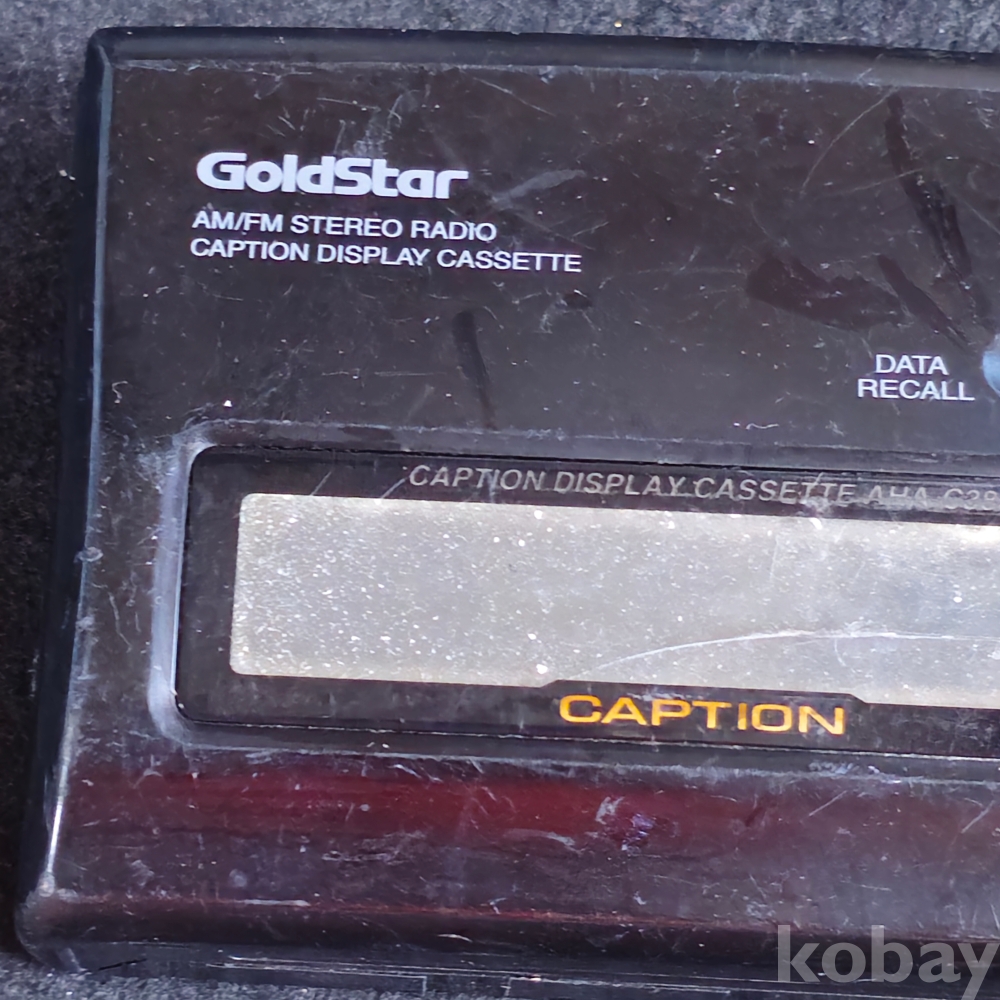 GoldStar
AM/FM STEREO RADIO
CAPTION DISPLAY CASSETTE
DATA
RECALL
CAPTION DISPLAY CASSETTE
CAPTION
kobay